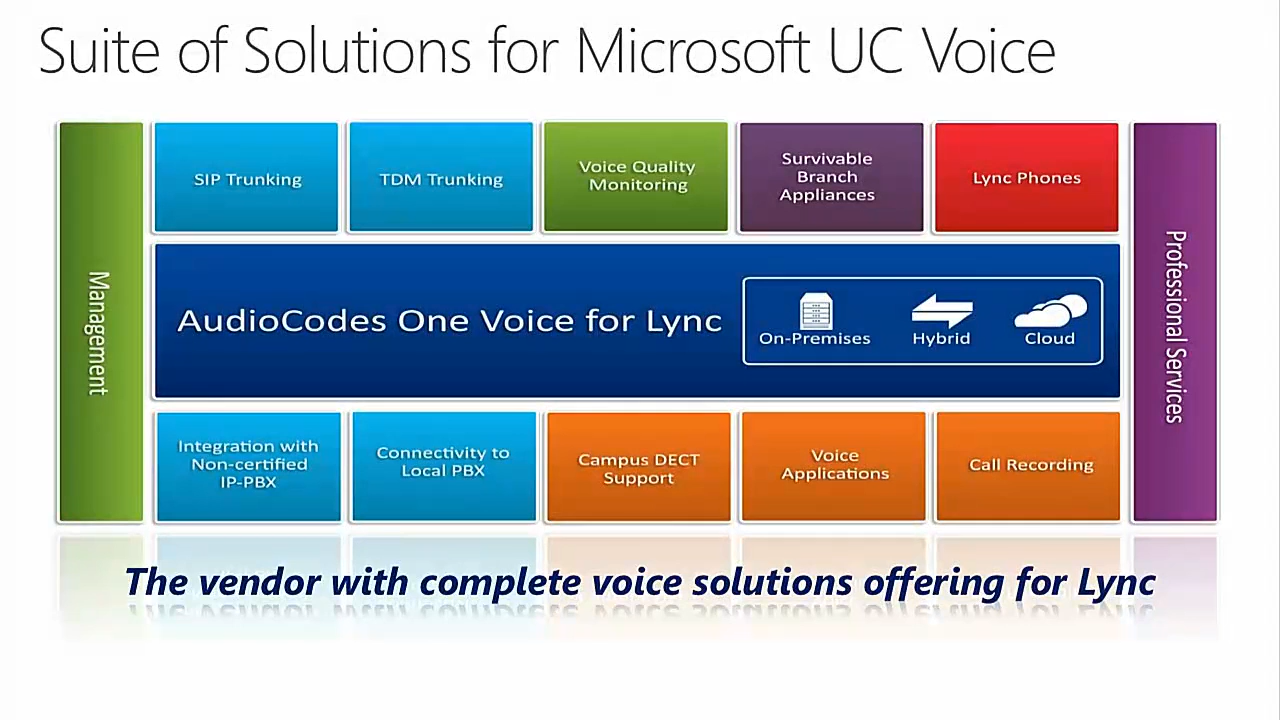 Suite of Solutions for Microsoft UC Voice
Management
SIP Trunking
TDM Trunking
Voice Quality
Monitoring
Survivable
Branch
Appliances
Lync Phones
Professional Services
AudioCodes One Voice for Lync
On-Premises
Hybrid
Cloud
Integration with
Non-certified
IP-PBX
Connectivity to
Local PBX
Campus DECT
Support
Voice
Applications
Call Recording
The vendor with complete voice solutions offering for Lync